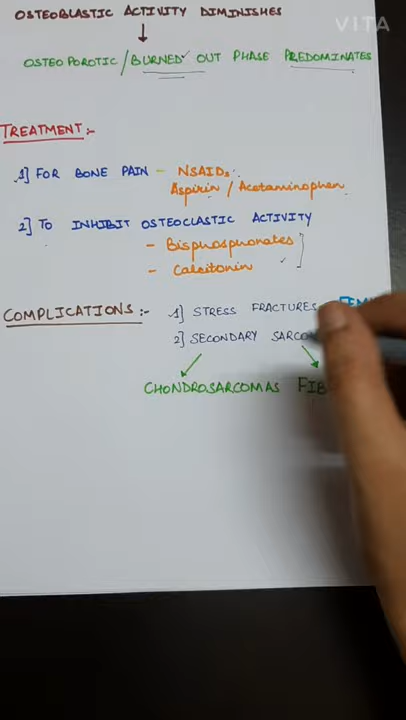 VITA
OSTEOBLASTIC ACTIVITY DIMINISHES
OSTEOPOROTIC/BURNED OUT PHASE PREDOMINATES
TREATMENT:-
1] FOR BONE PAIN - NSAIDs
Aspirin / Acetaminophen
2] TO INHIBIT OSTEOCLASTIC ACTIVITY
- Bisphosphonates
- Calcitonin
COMPLICATIONS:- 1] STRESS FRACTURES
2] SECONDARY
CHONDROSARCOMAS